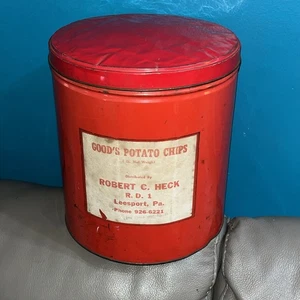 GOOD'S POTATO CHIPS
Distributed by
ROBERT C. HECK
R. D. 1
Leesport, Pa.
Phone 926-6221